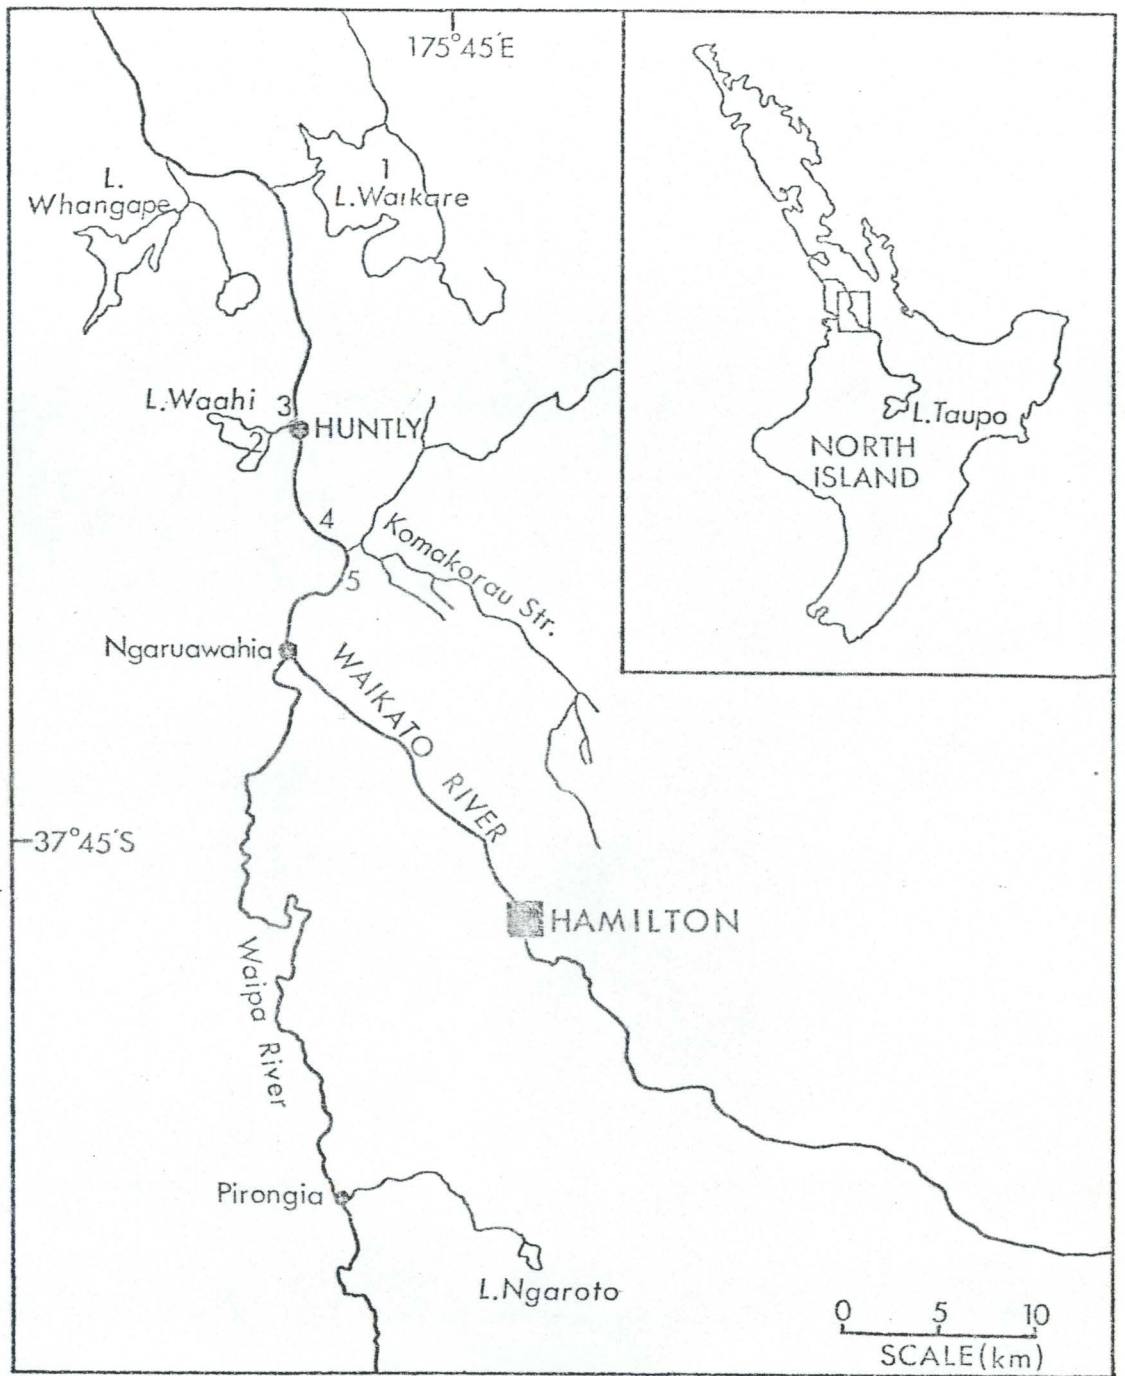 175°45'E
1
L.
Whangape
L.Waikare
L.Taupo
NORTH
ISLAND
L.Waahi
3
HUNTLY
2
4
Komakorau Str.
5
Ngaruawahia
WAIKATO RIVER
37°45'S
HAMILTON
Waipa River
Pirongia
L.Ngaroto
0 5 10
SCALE(km)